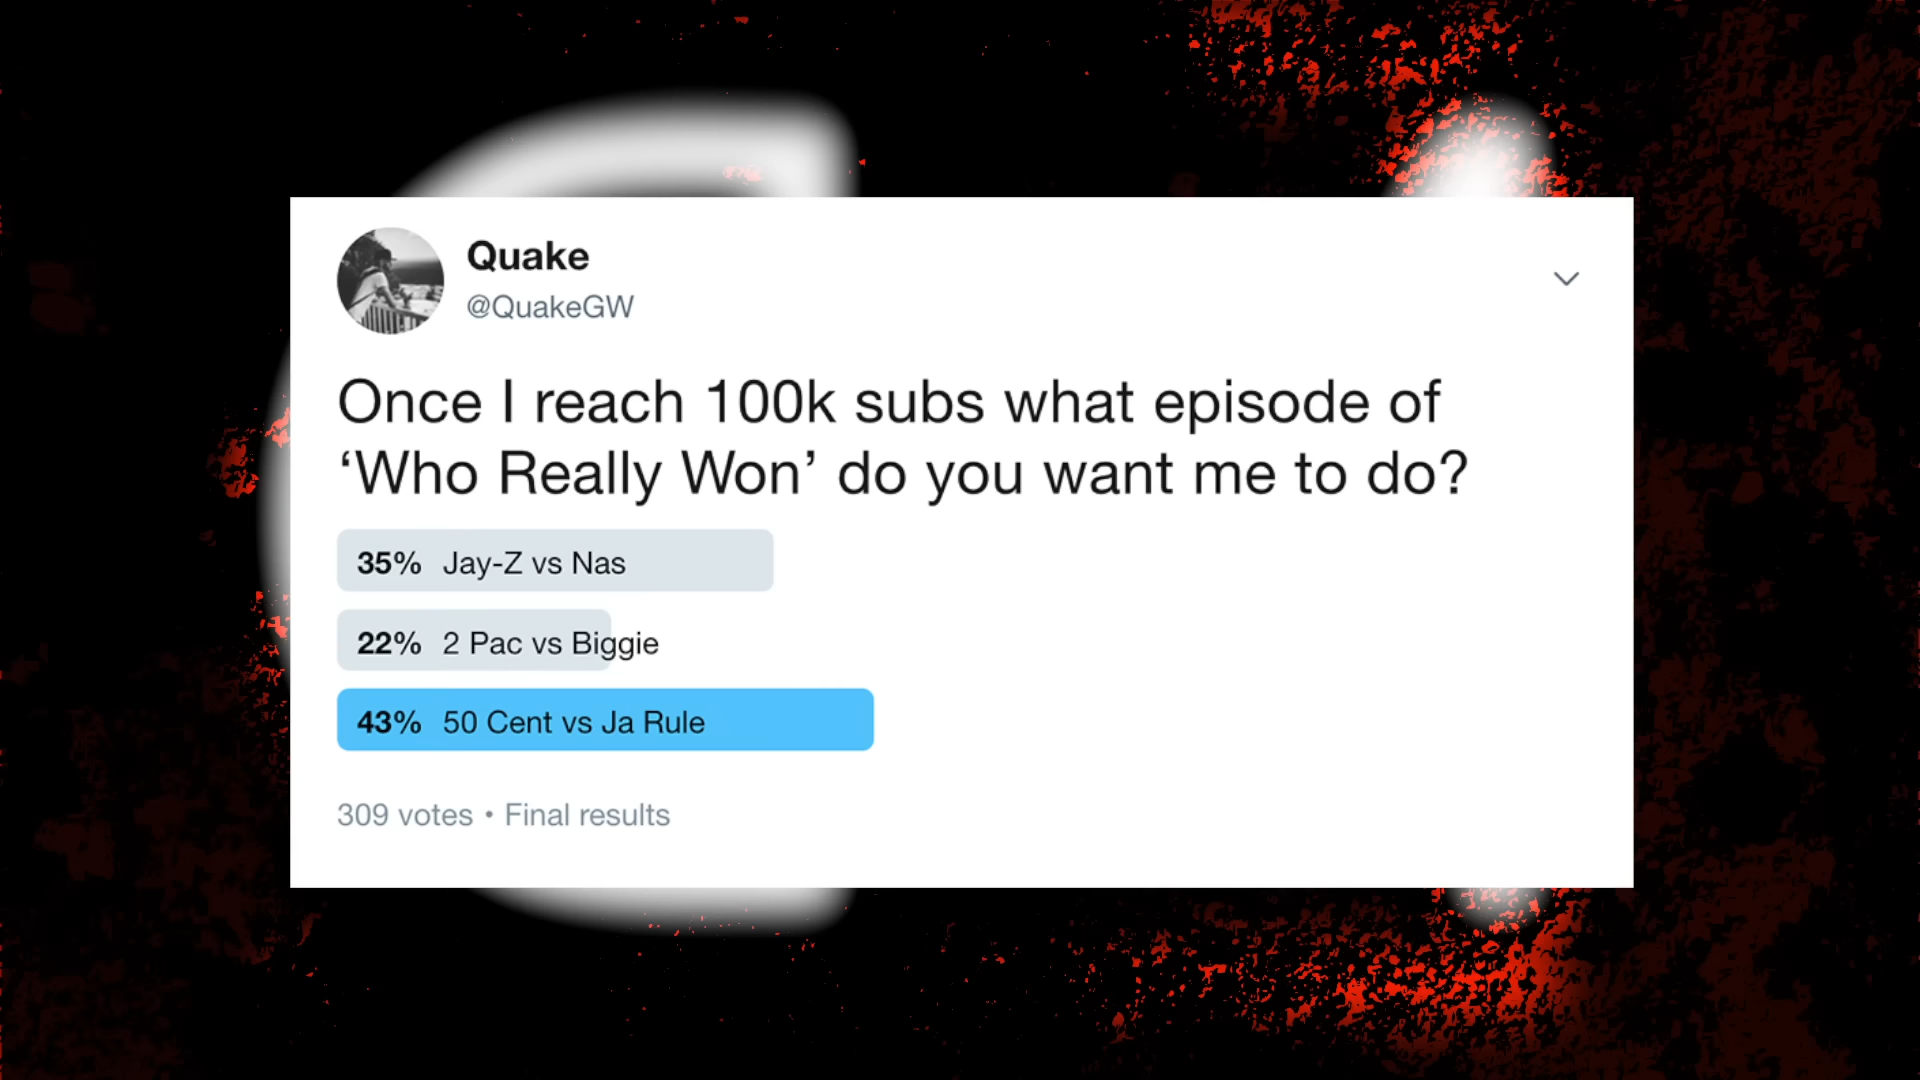 Quake
@QuakeGW
Once I reach 100k subs what episode of
‘Who Really Won’ do you want me to do?
35% Jay-Z vs Nas
22% 2 Pac vs Biggie
43% 50 Cent vs Ja Rule
309 votes • Final results